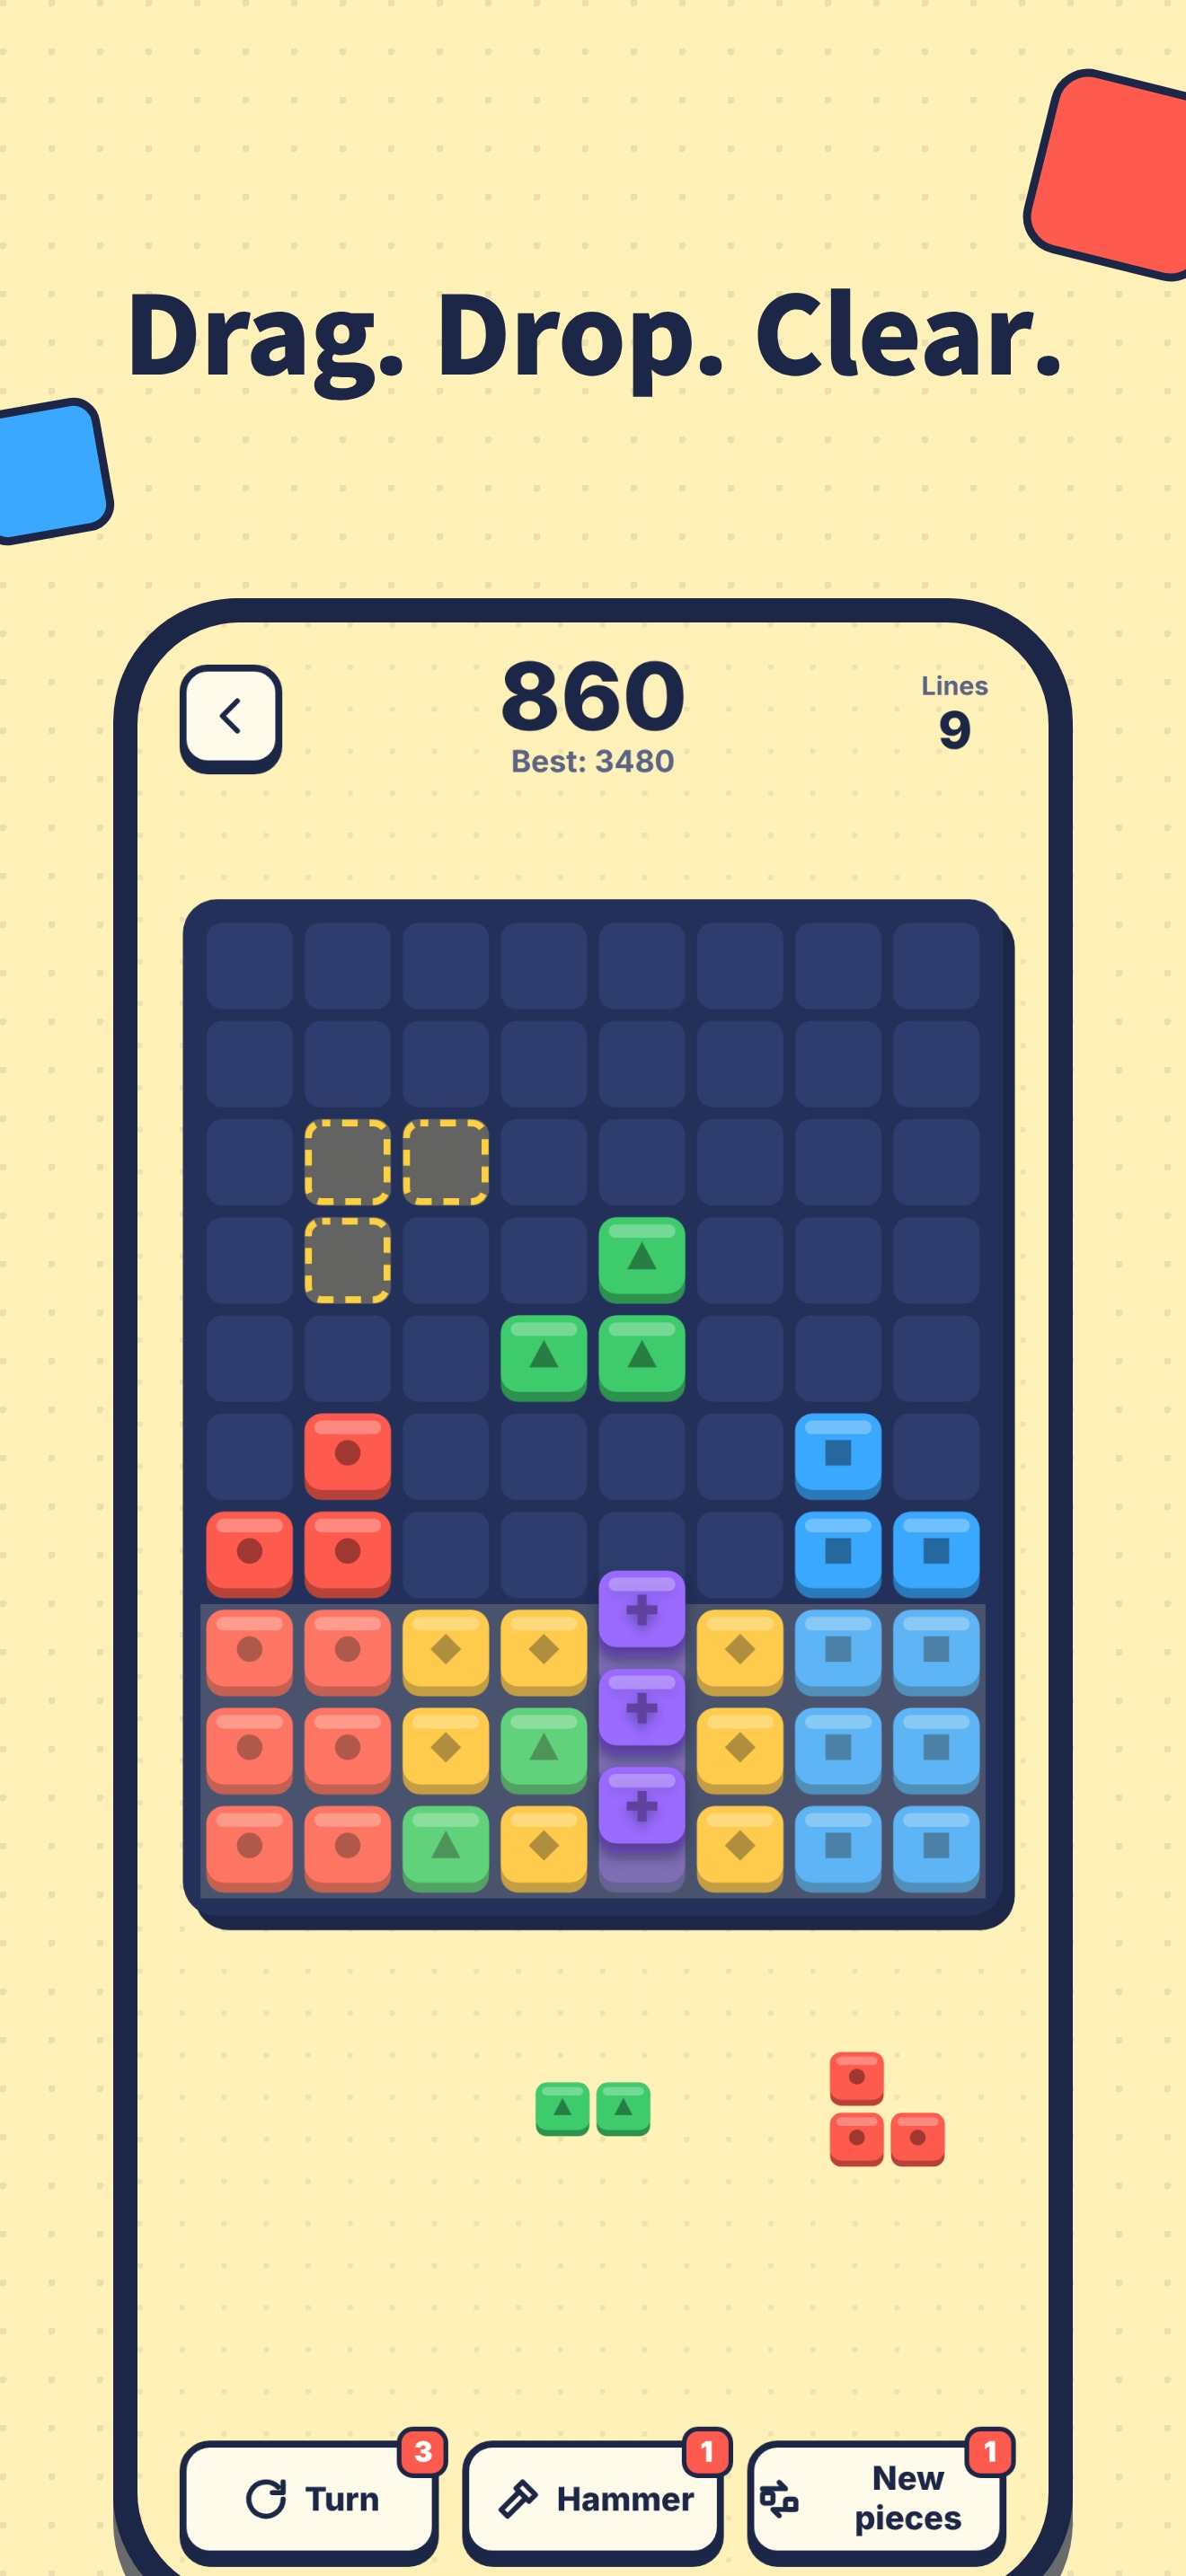 Drag. Drop. Clear.
860
Best: 3480
Lines
9
3
1
1
Turn
Hammer
New
pieces